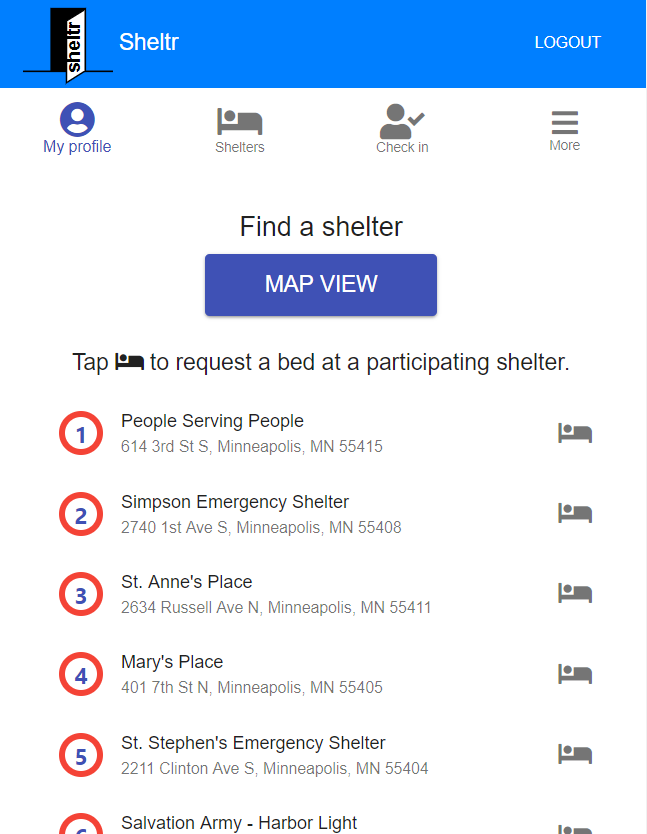 sheltr
Sheltr
LOGOUT
My profile
Shelters
Check in
More
Find a shelter
MAP VIEW
Tap to request a bed at a participating shelter.
1
People Serving People
614 3rd St S, Minneapolis, MN 55415
2
Simpson Emergency Shelter
2740 1st Ave S, Minneapolis, MN 55408
3
St. Anne's Place
2634 Russell Ave N, Minneapolis, MN 55411
4
Mary's Place
401 7th St N, Minneapolis, MN 55405
5
St. Stephen's Emergency Shelter
2211 Clinton Ave S, Minneapolis, MN 55404
6
Salvation Army - Harbor Light